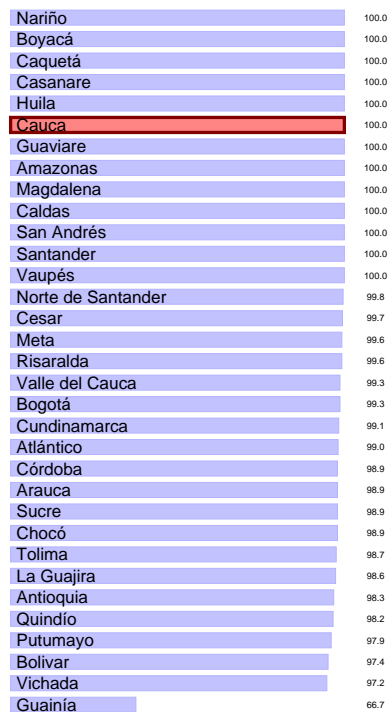 Nariño 100.0
Boyacá 100.0
Caquetá 100.0
Casanare 100.0
Huila 100.0
Cauca 100.0
Guaviare 100.0
Amazonas 100.0
Magdalena 100.0
Caldas 100.0
San Andrés 100.0
Santander 100.0
Vaupés 100.0
Norte de Santander 99.8
Cesar 99.7
Meta 99.6
Risaralda 99.6
Valle del Cauca 99.3
Bogotá 99.3
Cundinamarca 99.1
Atlántico 99.0
Córdoba 98.9
Arauca 98.9
Sucre 98.9
Chocó 98.9
Tolima 98.7
La Guajira 98.6
Antioquia 98.3
Quindío 98.2
Putumayo 97.9
Bolivar 97.4
Vichada 97.2
Guainía 66.7